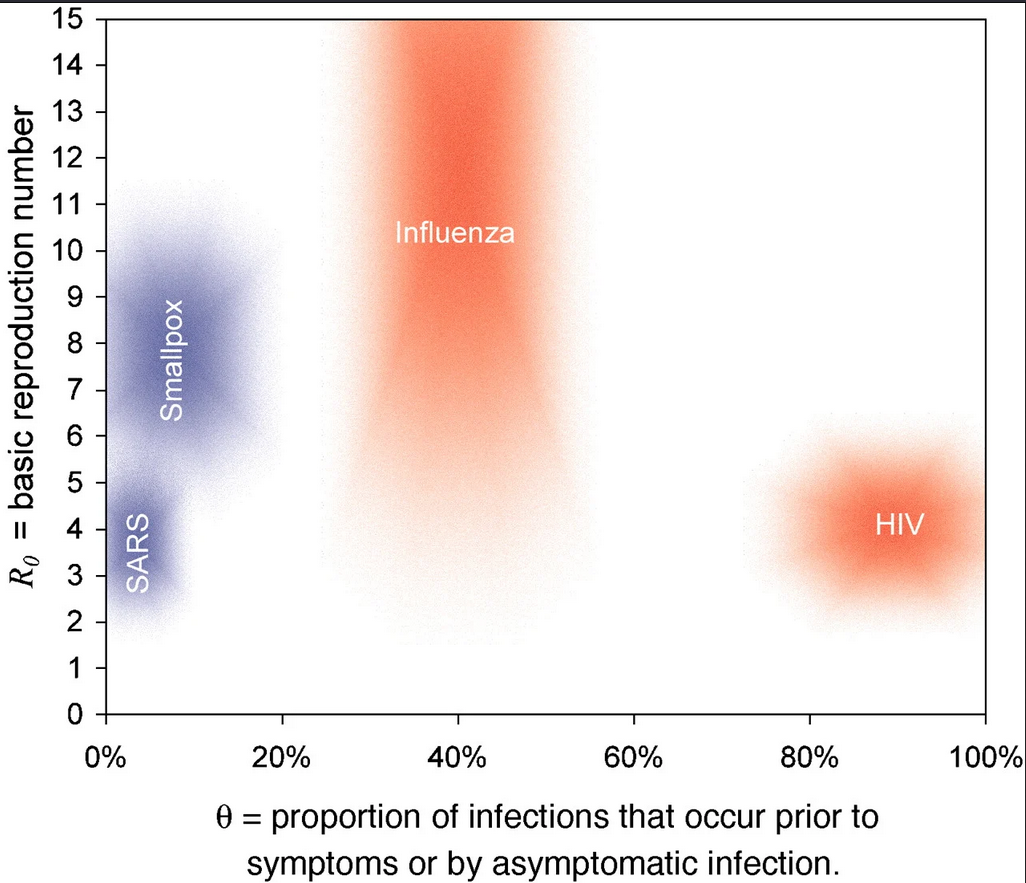 15
14
13
12
11
10
9
8
7
6
5
4
3
2
1
0
R0 = basic reproduction number
Influenza
Smallpox
SARS
HIV
0% 20% 40% 60% 80% 100%
θ = proportion of infections that occur prior to
symptoms or by asymptomatic infection.